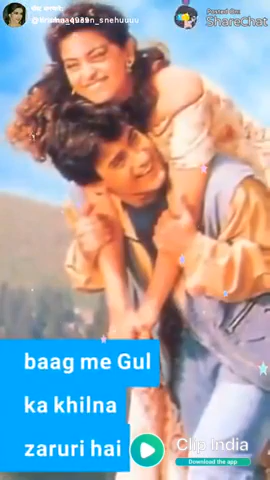 Posted On:
ShareChat
baag me Gul
ka khilna
zaruri hai
Clip India
Download the app